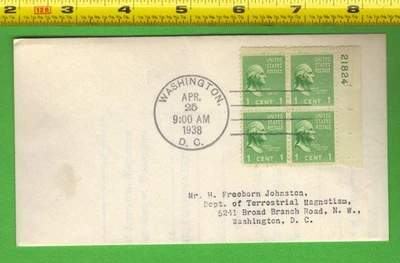 2 3 4 5 6 7 8
12 R
21824
WASHINGTON,
APR.
25
9:00 AM
1938
D. C.
UNITED STATES POSTAGE
1 CENT 1
UNITED STATES POSTAGE
1 CENT 1
UNITED STATES POSTAGE
1 CENT 1
UNITED STATES POSTAGE
1 CENT 1
Mr. H. Freeborn Johnston.
Dept. of Terrestrial Magnetism,
5241 Broad Branch Road, N. W.,
Washington, D. C.